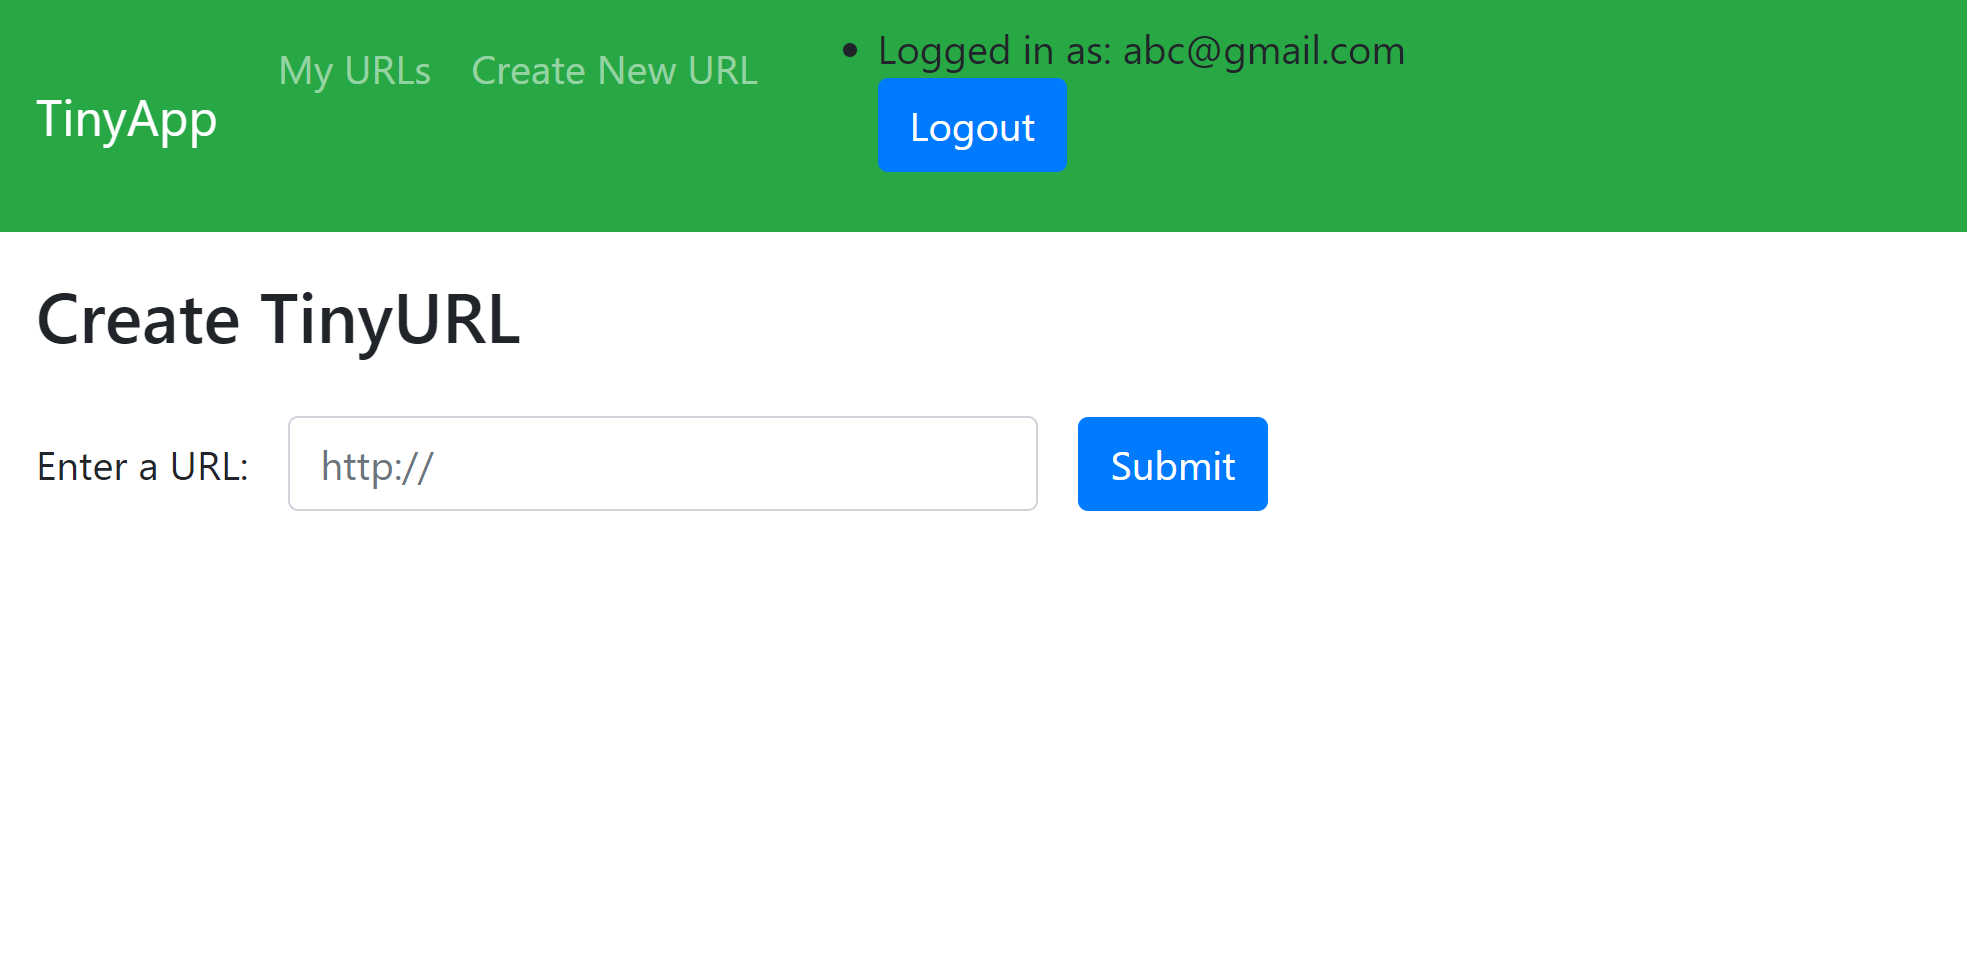 TinyApp
My URLs
Create New URL
• Logged in as: abc@gmail.com
Logout
Create TinyURL
Enter a URL:
http://
Submit